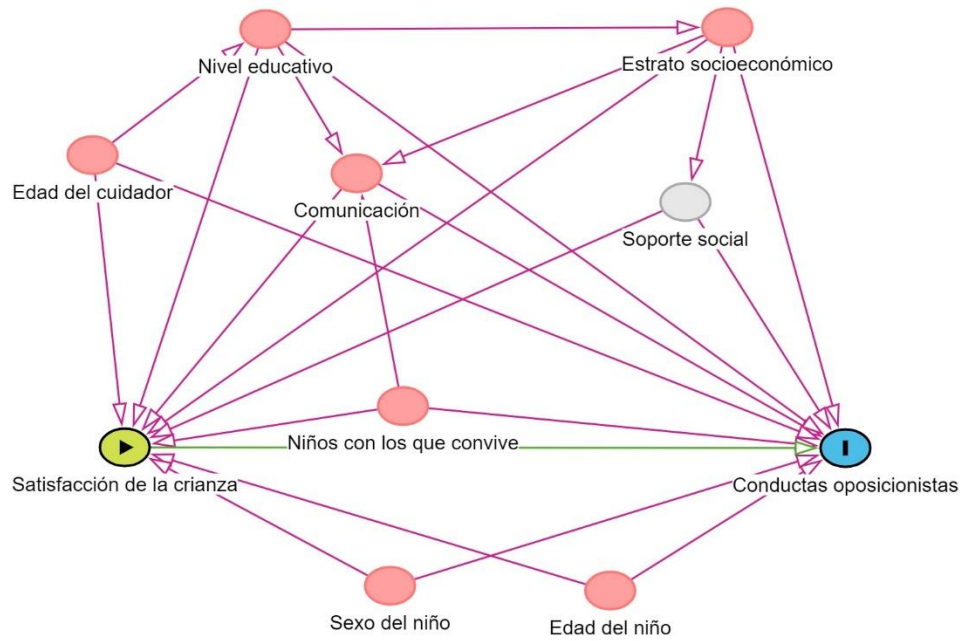 Nivel educativo
Estrato socioeconómico
Edad del cuidador
Comunicación
Soporte social
Niños con los que convive
Satisfacción de la crianza
Conductas oposicionistas
Sexo del niño
Edad del niño